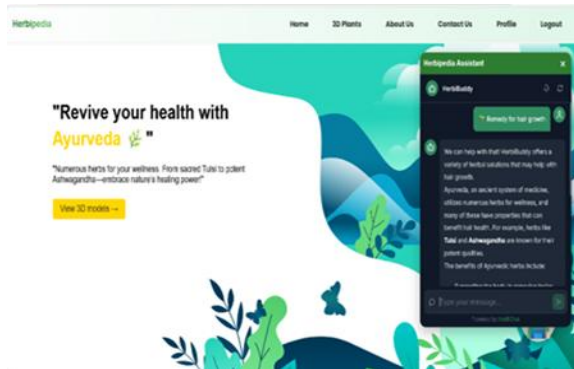 Herbipedia
Home 3D Plants About Us Contact Us Profile Logout
"Revive your health with
Ayurveda "
"Numerous herbs for your wellness. From sacred Tulsi to potent
Ashwagandha—embrace nature's healing power!"
View 3D models →
Herbipedia Assistant x
HerbiBuddy
Remedy for hair growth
We can help with that! HerbiBuddy offers a
variety of herbal solutions that may help with
hair growth.
Ayurveda, an ancient system of medicine,
utilizes numerous herbs for wellness, and
many of these have properties that can
benefit hair health. For example, herbs like
Tulsi and Ashwagandha are known for their
potent qualities.
The benefits of Ayurvedic herbs include:
Type your message...